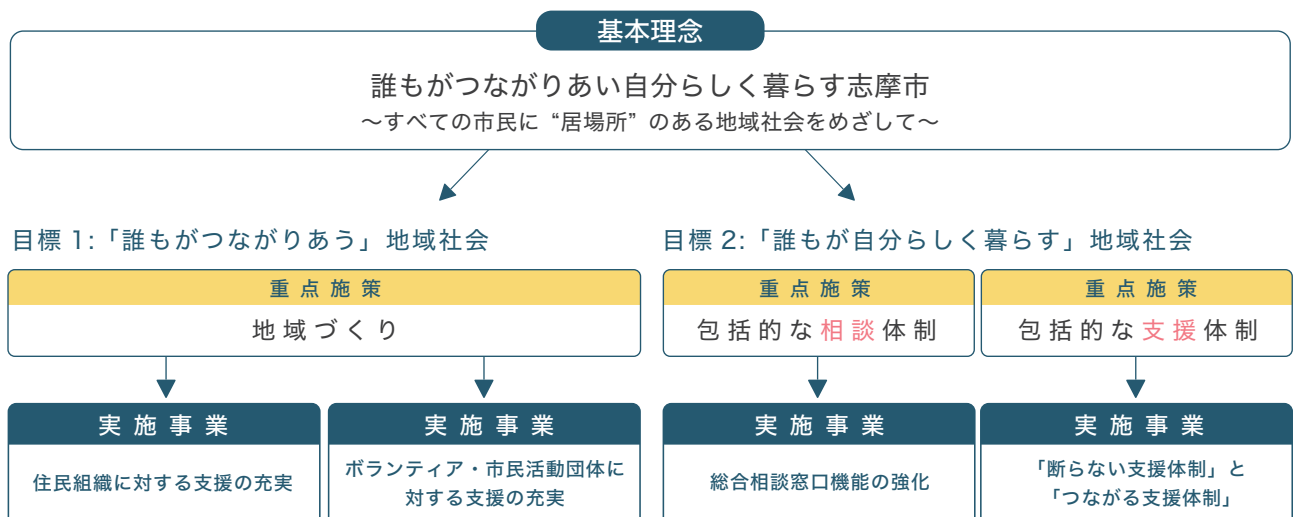 基本理念
誰もがつながりあい自分らしく暮らす志摩市
～すべての市民に“居場所”のある地域社会をめざして～
目標 1:「誰もがつながりあう」地域社会
重点施策
地域づくり
実施事業
住民組織に対する支援の充実
実施事業
ボランティア・市民活動団体に
対する支援の充実
目標 2:「誰もが自分らしく暮らす」地域社会
重点施策
包括的な相談体制
実施事業
総合相談窓口機能の強化
重点施策
包括的な支援体制
実施事業
「断らない支援体制」と
「つながる支援体制」